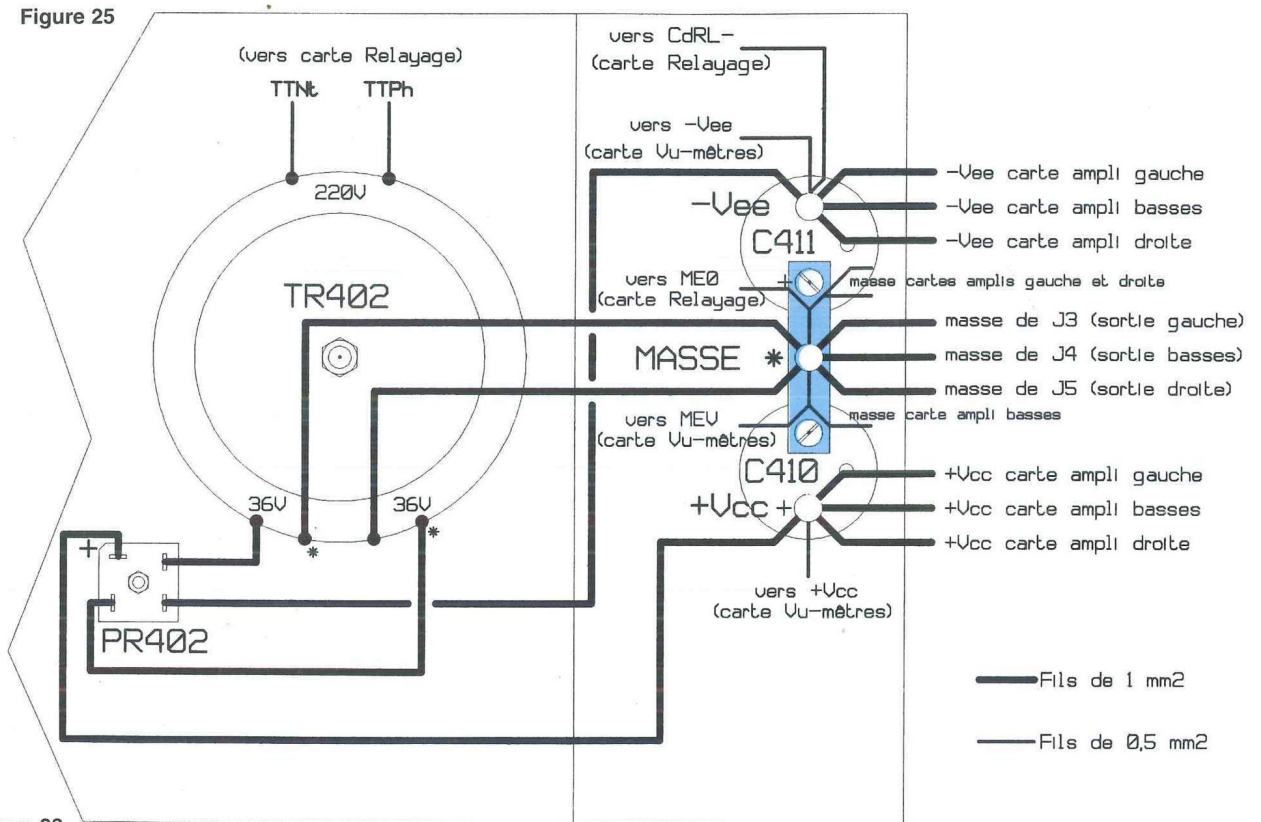 Figure 25
(vers carte Relayage)
TTNt TTPh
220V
TR402
36V 36V
*
*
+
PR402
vers CdRL-
(carte Relayage)
vers -Vee
(carte Vu-mètres)
-Vee
C411
-Vee carte ampli gauche
-Vee carte ampli basses
-Vee carte ampli droite
vers ME0
(carte Relayage)
+
masse cartes amplis gauche et droite
MASSE *
masse de J3 (sortie gauche)
masse de J4 (sortie basses)
masse de J5 (sortie droite)
vers MEV
(carte Vu-mètres)
masse carte ampli basses
C410
+Vcc +
+Vcc carte ampli gauche
+Vcc carte ampli basses
+Vcc carte ampli droite
vers +Vcc
(carte Vu-mètres)
Fils de 1 mm2
Fils de 0,5 mm2